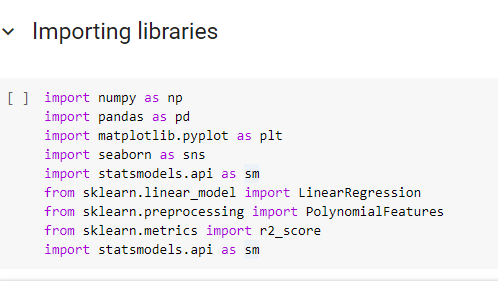 Importing libraries
[ ] import numpy as np
import pandas as pd
import matplotlib.pyplot as plt
import seaborn as sns
import statsmodels.api as sm
from sklearn.linear_model import LinearRegression
from sklearn.preprocessing import PolynomialFeatures
from sklearn.metrics import r2_score
import statsmodels.api as sm